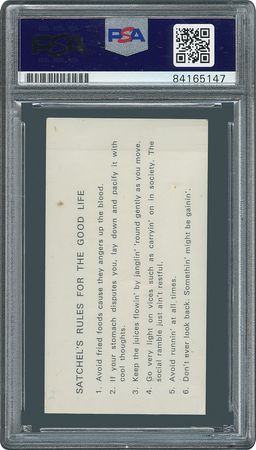 PSA
84165147
SATCHEL'S RULES FOR THE GOOD LIFE
1. Avoid fried foods cause they angers up the blood.
2. If your stomach disputes you, lay down and pacify it with
cool thoughts.
3. Keep the juices flowin' by janglin' 'round gently as you move.
4. Go very light on vices such as carryin' on in society. The
social ramble just ain't restful.
5. Avoid runnin' at all times.
6. Don't ever look back. Somethin' might be gainin'.